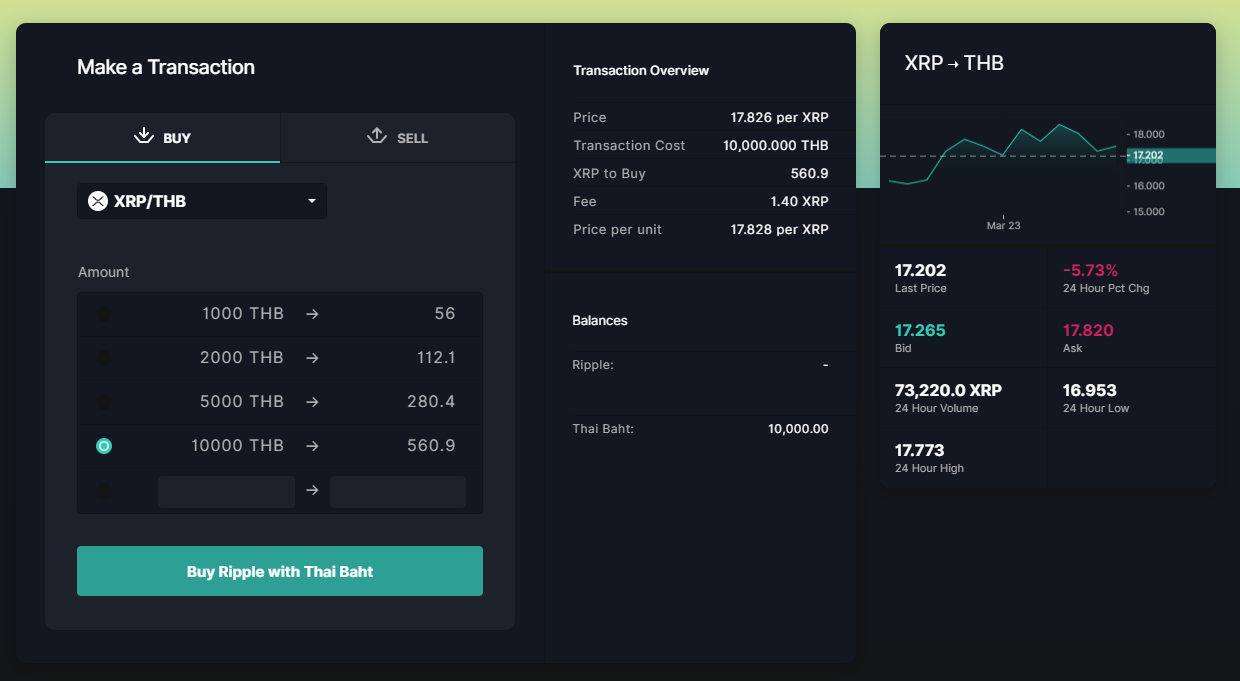 Make a Transaction
BUY
SELL
XRP/THB
Amount
1000 THB → 56
2000 THB → 112.1
5000 THB → 280.4
10000 THB → 560.9
→
Buy Ripple with Thai Baht
Transaction Overview
Price 17.826 per XRP
Transaction Cost 10,000.000 THB
XRP to Buy 560.9
Fee 1.40 XRP
Price per unit 17.828 per XRP
Balances
Ripple: -
Thai Baht: 10,000.00
XRP → THB
- 18.000
- 17.202
- 17.000
- 16.000
- 15.000
Mar 23
17.202
Last Price
-5.73%
24 Hour Pct Chg
17.265
Bid
17.820
Ask
73,220.0 XRP
24 Hour Volume
16.953
24 Hour Low
17.773
24 Hour High